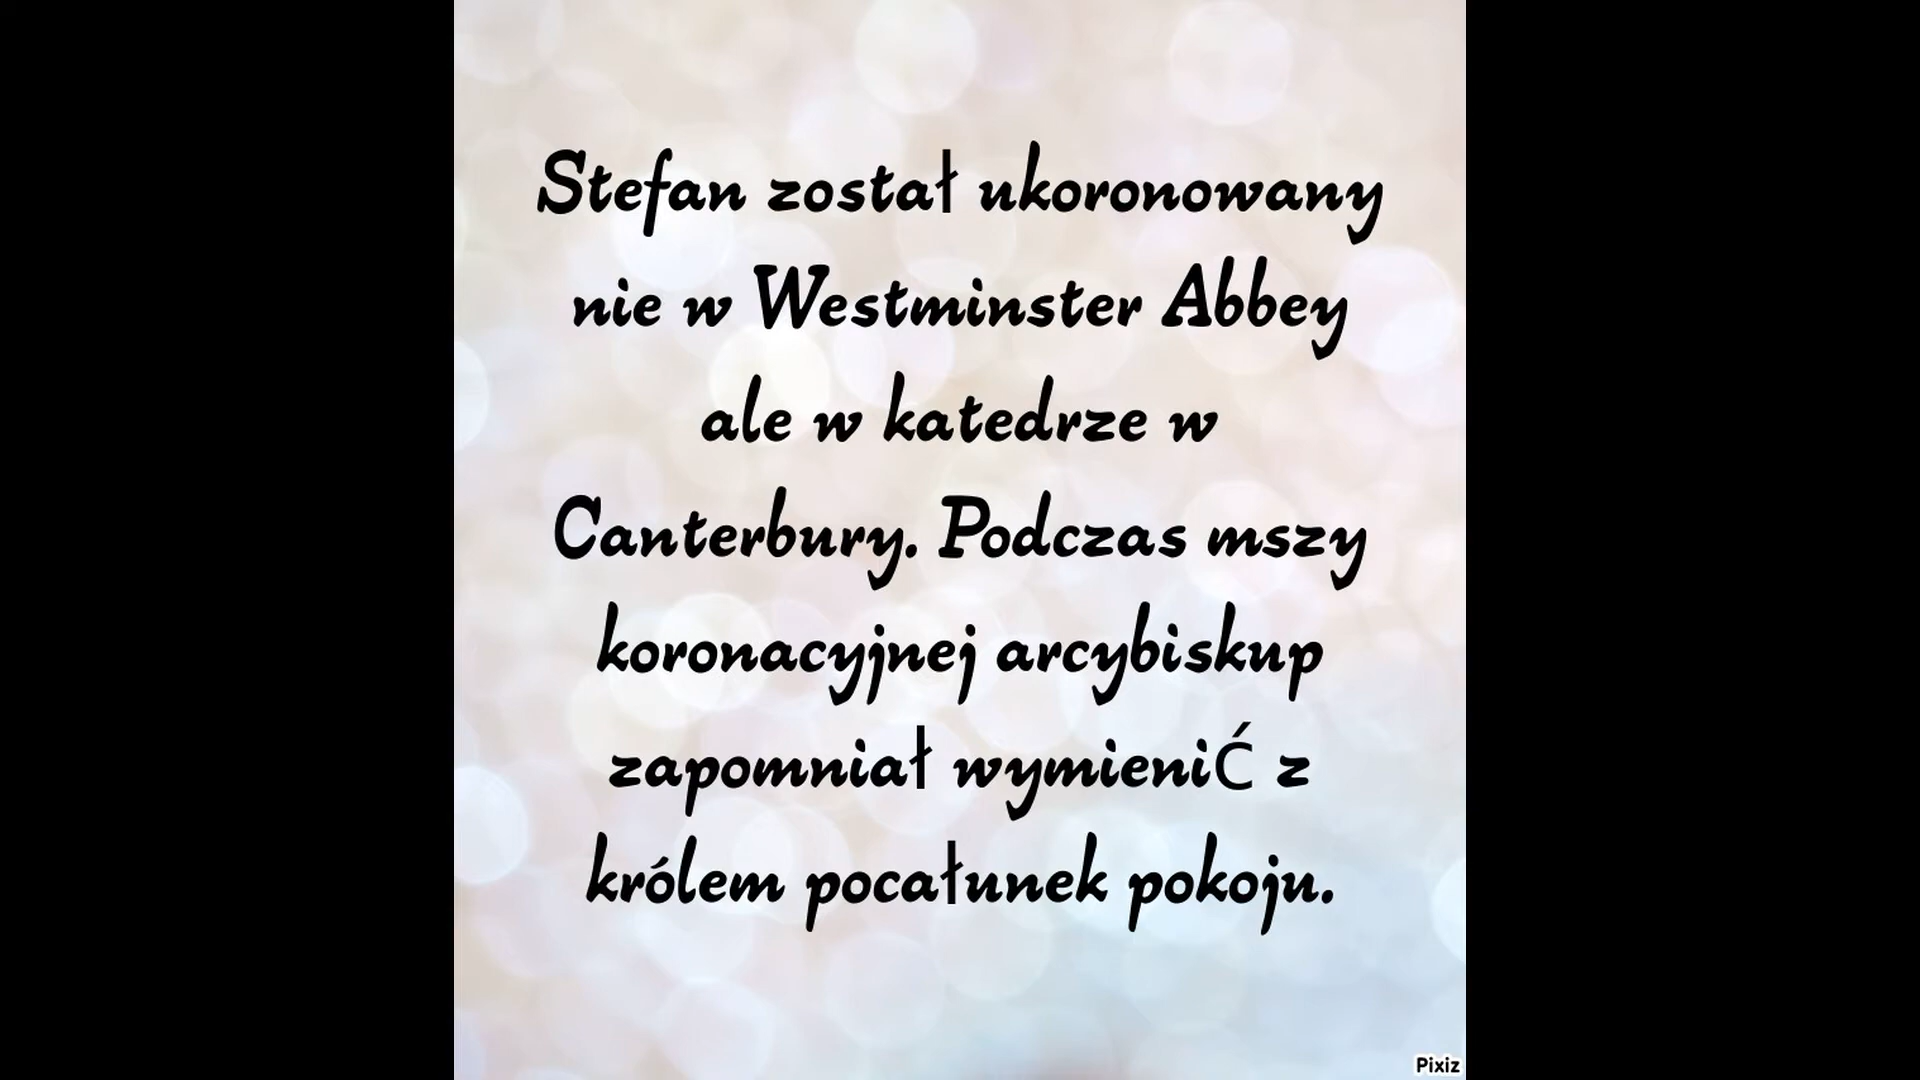 Stefan został ukoronowany
nie w Westminster Abbey
ale w katedrze w
Canterbury. Podczas mszy
koronacyjnej arcybiskup
zapomniał wymieniĆ z
królem pocałunek pokoju.
Pixiz